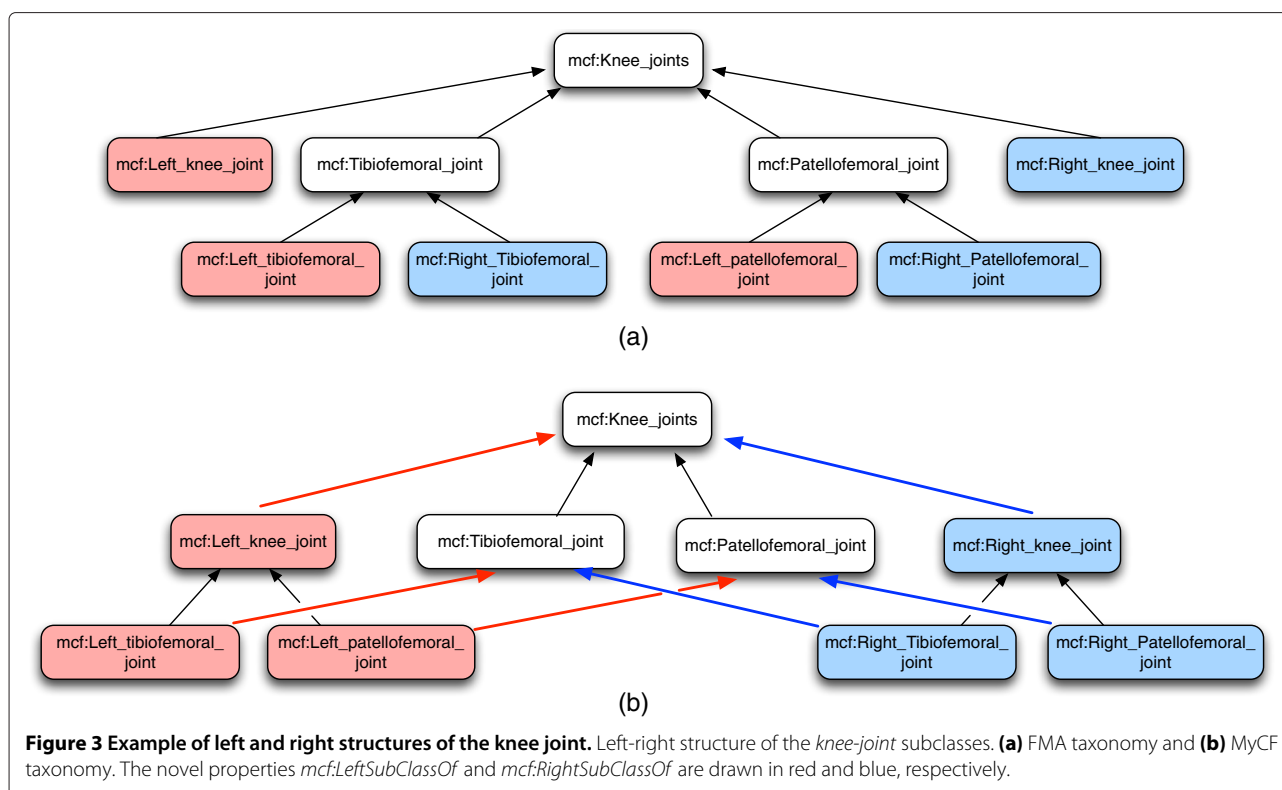 mcf:Knee_joints
mcf:Left_knee_joint
mcf:Tibiofemoral_joint
mcf:Patellofemoral_joint
mcf:Right_knee_joint
mcf:Left_tibiofemoral_
joint
mcf:Right_Tibiofemoral_
joint
mcf:Left_patellofemoral_
joint
mcf:Right_Patellofemoral_
joint
(a)
mcf:Knee_joints
mcf:Left_knee_joint
mcf:Tibiofemoral_joint
mcf:Patellofemoral_joint
mcf:Right_knee_joint
mcf:Left_tibiofemoral_
joint
mcf:Left_patellofemoral_
joint
mcf:Right_Tibiofemoral_
joint
mcf:Right_Patellofemoral_
joint
(b)
Figure 3 Example of left and right structures of the knee joint. Left-right structure of the knee-joint subclasses. (a) FMA taxonomy and (b) MyCF
taxonomy. The novel properties mcf:LeftSubClassOf and mcf:RightSubClassOf are drawn in red and blue, respectively.